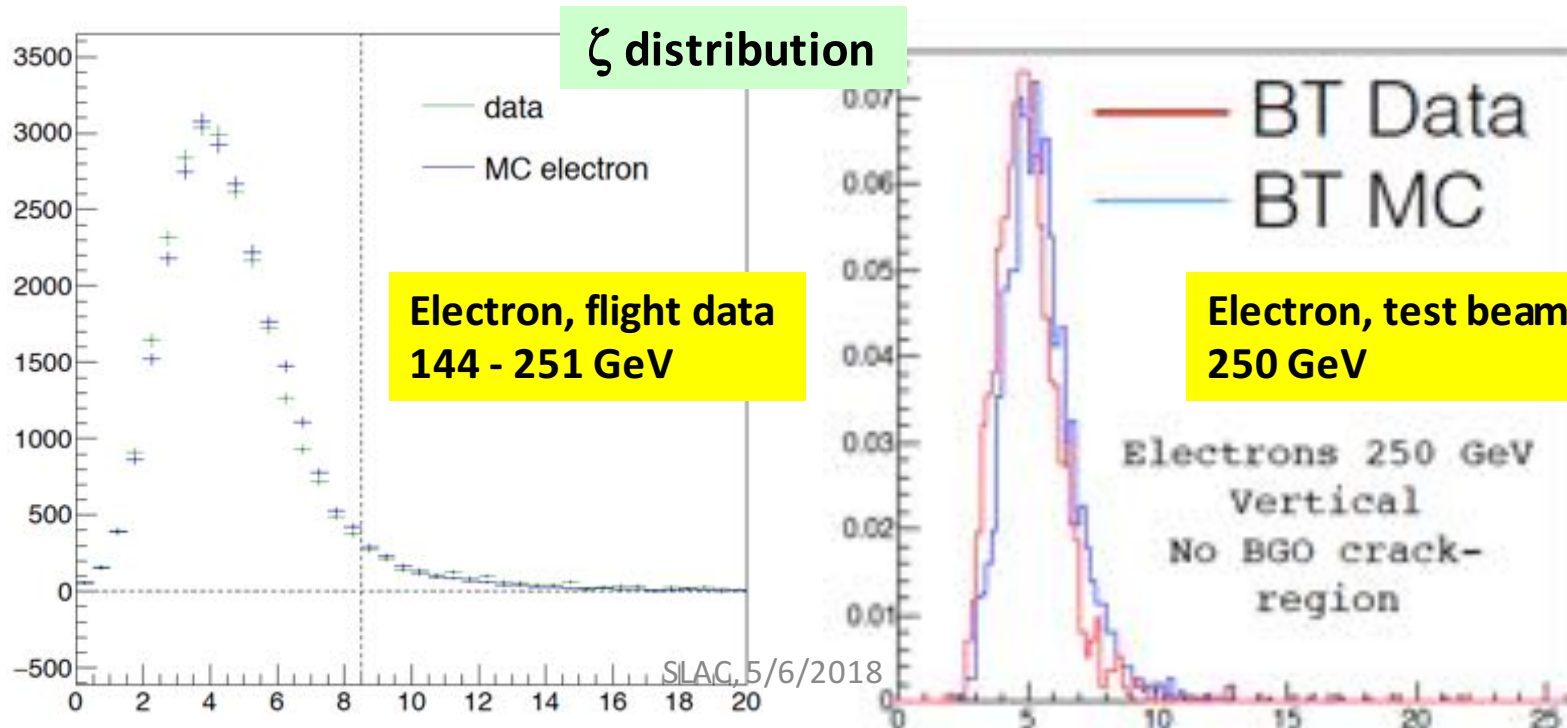 ζ distribution
3500
3000
2500
2000
1500
1000
500
0
−500
0 2 4 6 8 10 12 14 16 18 20
data
MC electron
Electron, flight data
144 - 251 GeV
SLAC, 5/6/2018
0.07
0.06
0.05
0.04
0.03
0.02
0.01
0
0 5 10 15 20 25
BT Data
BT MC
Electron, test beam
250 GeV
Electrons 250 GeV
Vertical
No BGO crack-
region